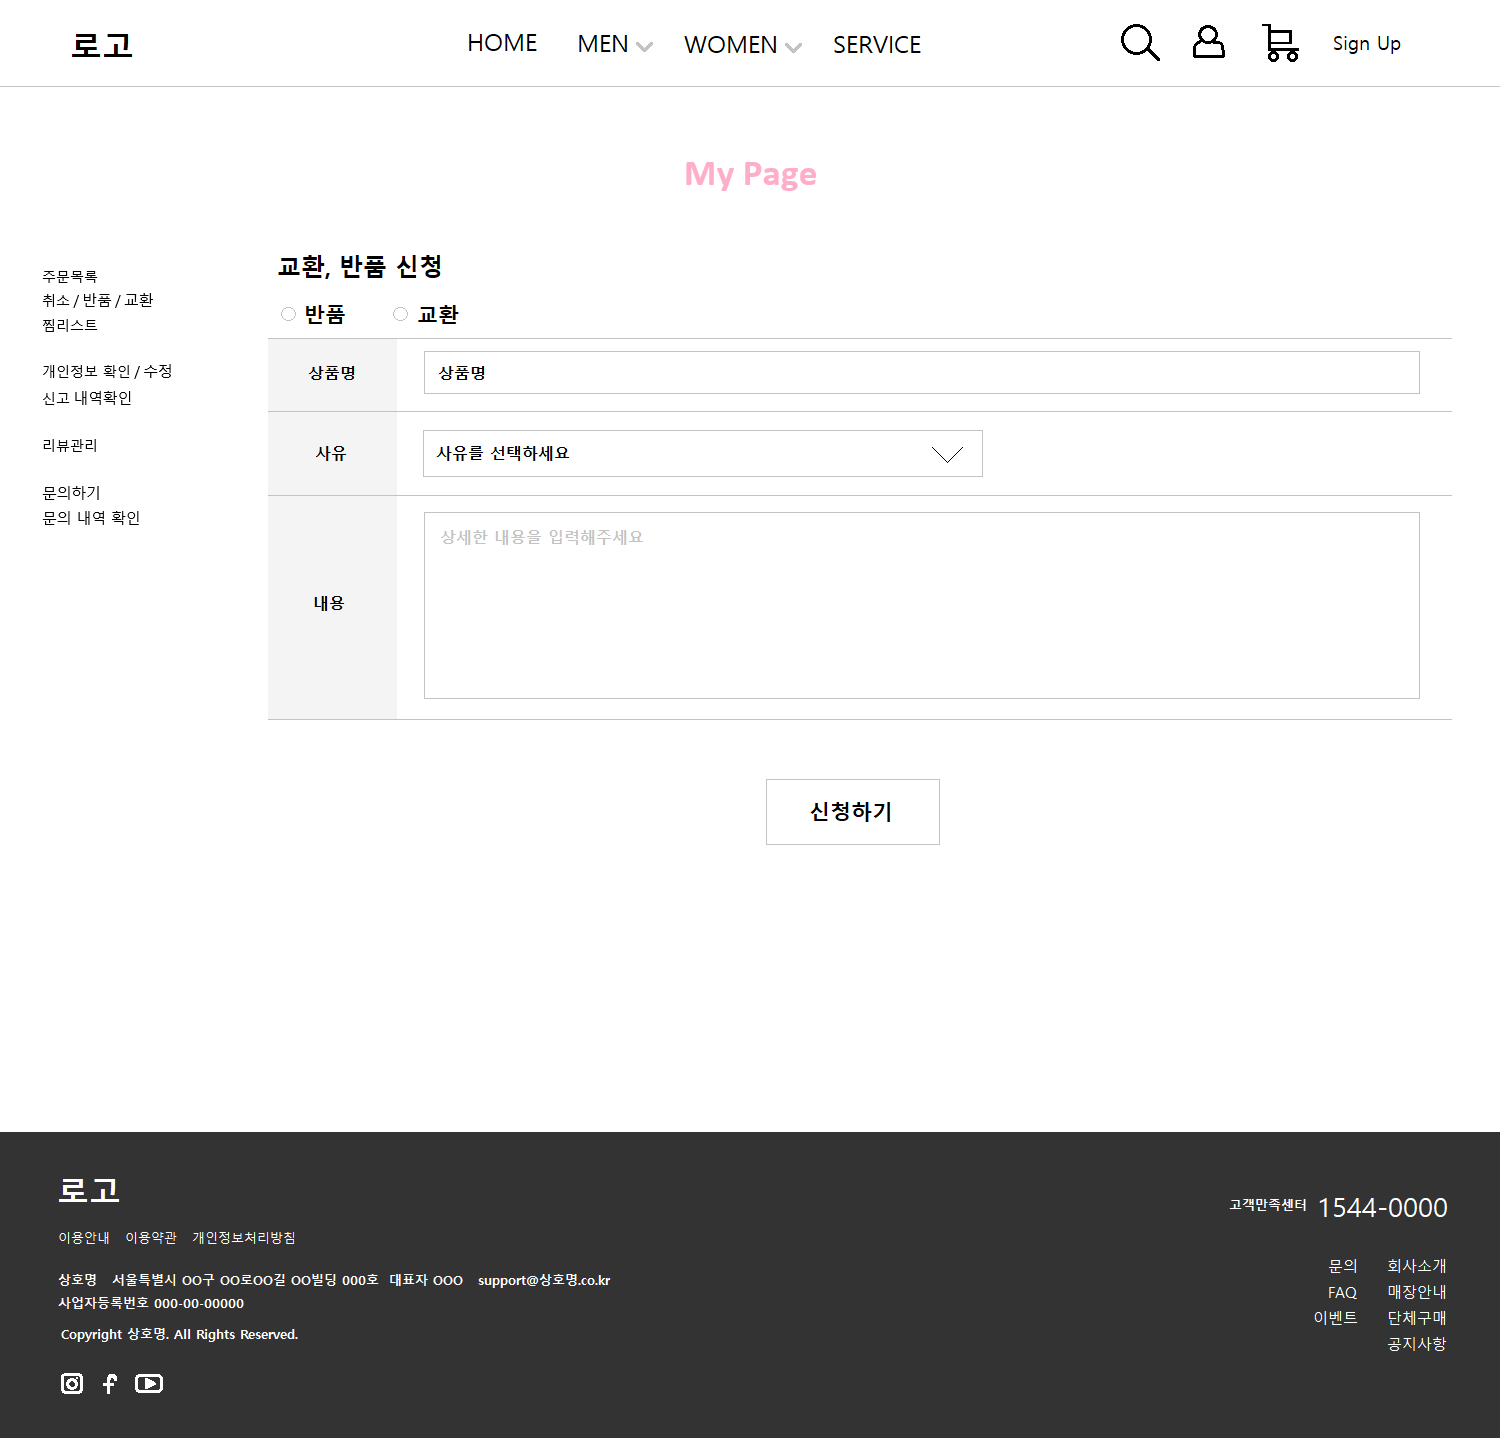 로고
HOME
MEN
WOMEN
SERVICE
Sign Up
My Page
주문목록
취소 / 반품 / 교환
찜리스트
개인정보 확인 / 수정
신고 내역확인
리뷰관리
문의하기
문의 내역 확인
교환, 반품 신청
반품
교환
상품명
상품명
사유
사유를 선택하세요
내용
상세한 내용을 입력해주세요
신청하기
로고
이용안내 이용약관 개인정보처리방침
상호명 서울특별시 OO구 OO로OO길 OO빌딩 000호 대표자 OOO support@상호명.co.kr
사업자등록번호 000-00-00000
Copyright 상호명. All Rights Reserved.
고객만족센터 1544-0000
문의 회사소개
FAQ 매장안내
이벤트 단체구매
공지사항